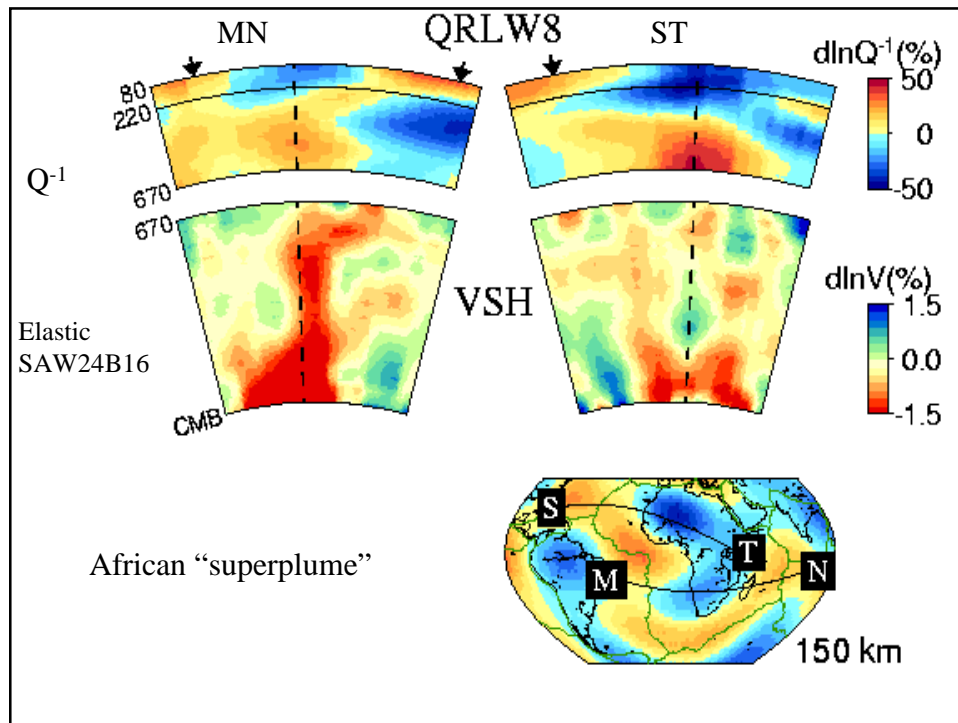 MN
QRLW8
ST
dlnQ-1(%)
80
220
670
50
0
-50
Q-1
670
CMB
VSH
Elastic
SAW24B16
dlnV(%)
1.5
0.0
-1.5
African “superplume”
S
T
M
N
150 km